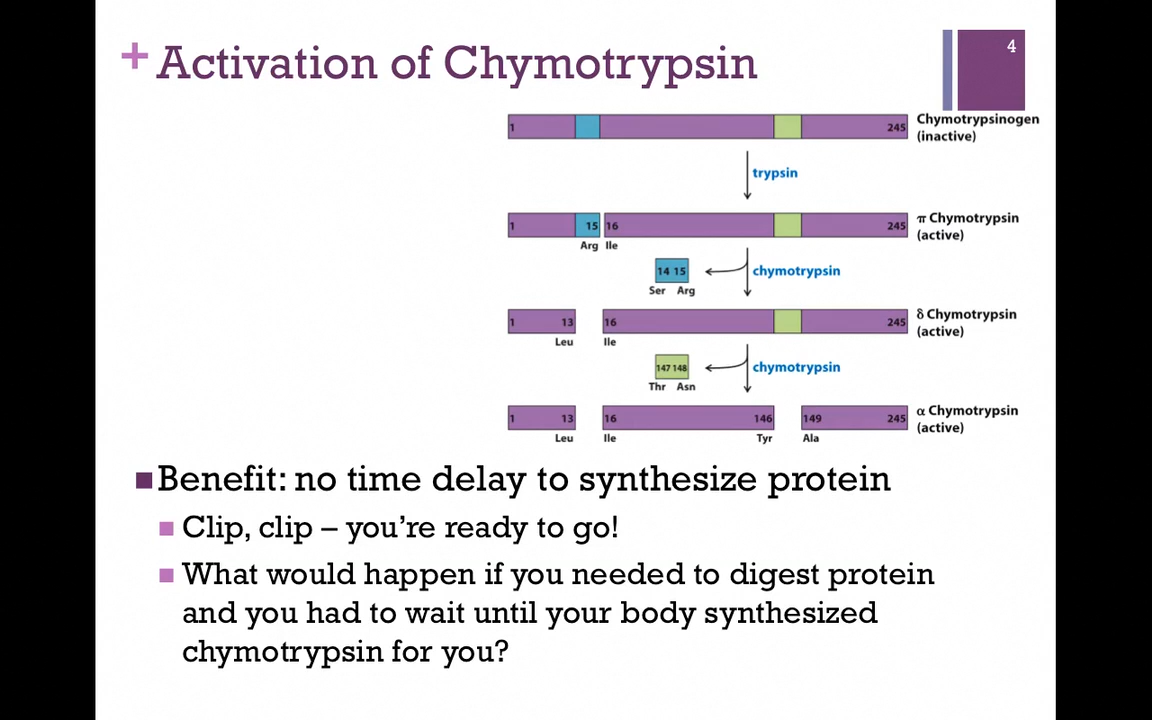 + Activation of Chymotrypsin
4
1 245 Chymotrypsinogen
(inactive)
trypsin
1 15 16 245 π Chymotrypsin
(active)
Arg Ile
14 15 chymotrypsin
Ser Arg
1 13 16 245 δ Chymotrypsin
(active)
Leu Ile
147 148 chymotrypsin
Thr Asn
1 13 16 146 149 245 α Chymotrypsin
(active)
Leu Ile Tyr Ala
Benefit: no time delay to synthesize protein
Clip, clip – you’re ready to go!
What would happen if you needed to digest protein
and you had to wait until your body synthesized
chymotrypsin for you?